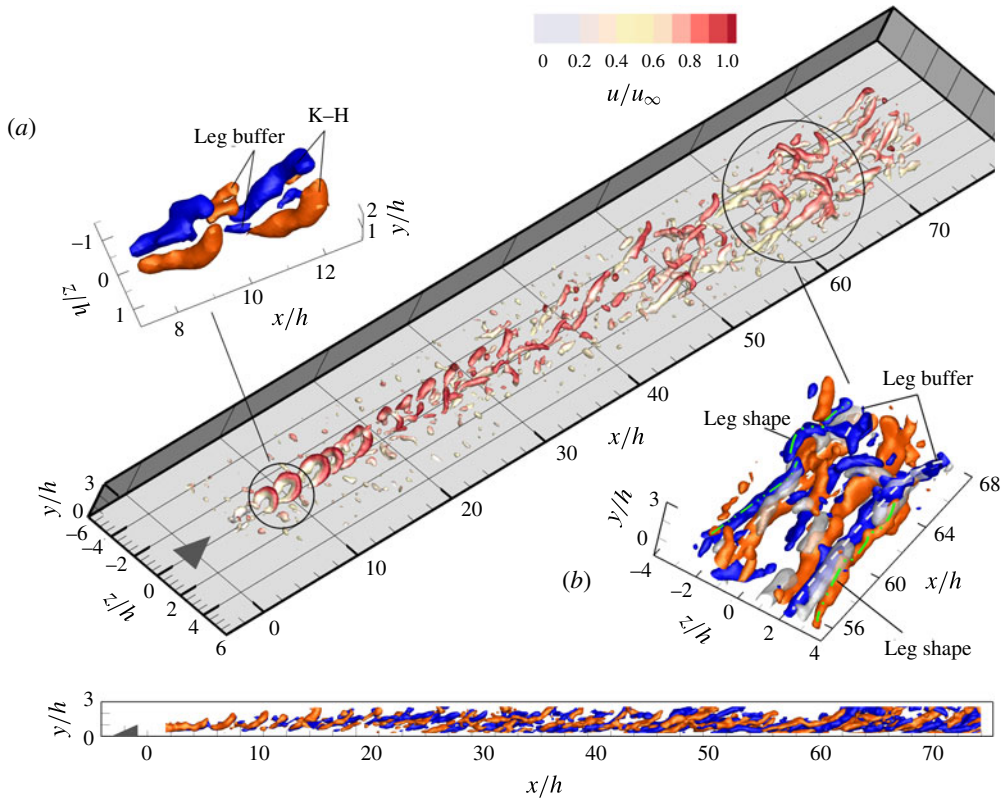 0 0.2 0.4 0.6 0.8 1.0
u/u∞
(a)
Leg buffer
K–H
–1
0
1
z/h
8 10 12
x/h
2
1
y/h
3
0
y/h
–6
–4
–2
0
2
4
6
z/h
0 10 20 30 40 50 60 70
x/h
(b)
Leg buffer
Leg shape
3
0
y/h
–4
–2
0
2
4
z/h
56 60 64 68
x/h
Leg shape
3
0
y/h
0 10 20 30 40 50 60 70
x/h